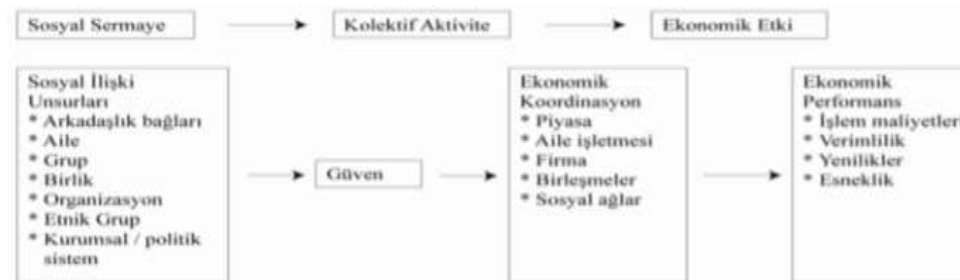 Sosyal Sermaye
Kolektif Aktivite
Ekonomik Etki
Sosyal İlişki
Unsurları
* Arkadaşlık bağları
* Aile
* Grup
* Birlik
* Organizasyon
* Etnik Grup
* Kurumsal / politik
sistem
Güven
Ekonomik
Koordinasyon
* Piyasa
* Aile işletmesi
* Firma
* Birleşmeler
* Sosyal ağlar
Ekonomik
Performans
* İşlem maliyetleri
* Verimlilik
* Yenilikler
* Esneklik